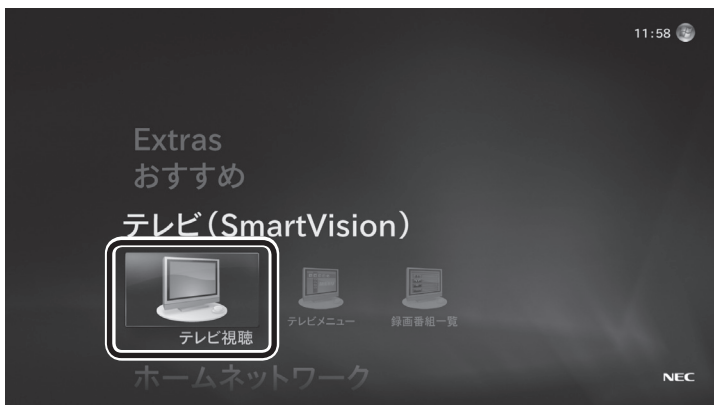 11:58
Extras
おすすめ
テレビ（SmartVision）
テレビ視聴
テレビメニュー
録画番組一覧
ホームネットワーク
NEC